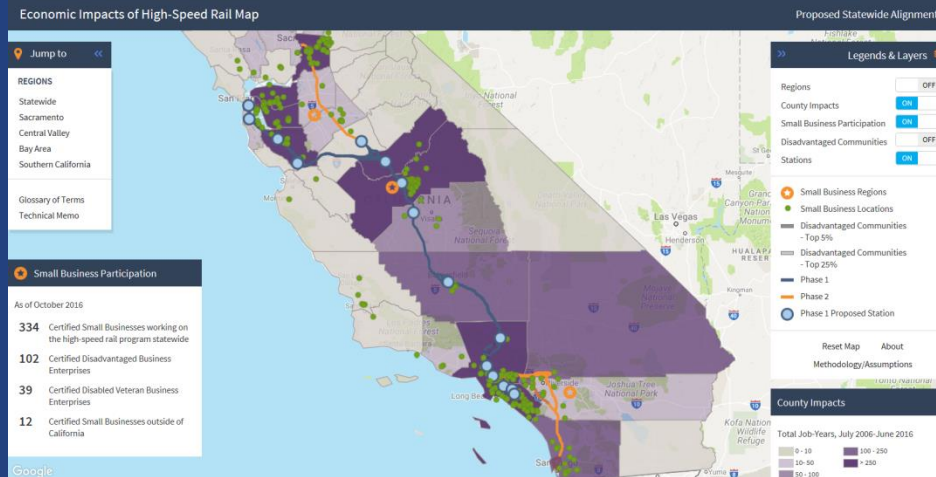 Economic Impacts of High-Speed Rail Map
Proposed Statewide Alignment
Jump to
REGIONS
Statewide
Sacramento
Central Valley
Bay Area
Southern California
Glossary of Terms
Technical Memo
Small Business Participation
As of October 2016
334 Certified Small Businesses working on
the high-speed rail program statewide
102 Certified Disadvantaged Business
Enterprises
39 Certified Disabled Veteran Business
Enterprises
12 Certified Small Businesses outside of
California
Google
National
Sequoia
National
Las Vegas
Henderson
Mesquite
Kingman
Mojave
National
Preserve
Joshua Tree
National Park
Long
Kofa
Wildlife
Refuge
Yuma
Legends & Layers
Regions OFF
County Impacts ON
Small Business Participation ON
Disadvantaged Communities OFF
Stations ON
Small Business Regions
Small Business Locations
Disadvantaged Communities
- Top 5%
Disadvantaged Communities
- Top 25%
Phase 1
Phase 2
Phase 1 Proposed Station
Reset Map About
Methodology/Assumptions
County Impacts
Total Job-Years, July 2006-June 2016
0 - 10 100 - 250
10- 50 > 250
50 - 100